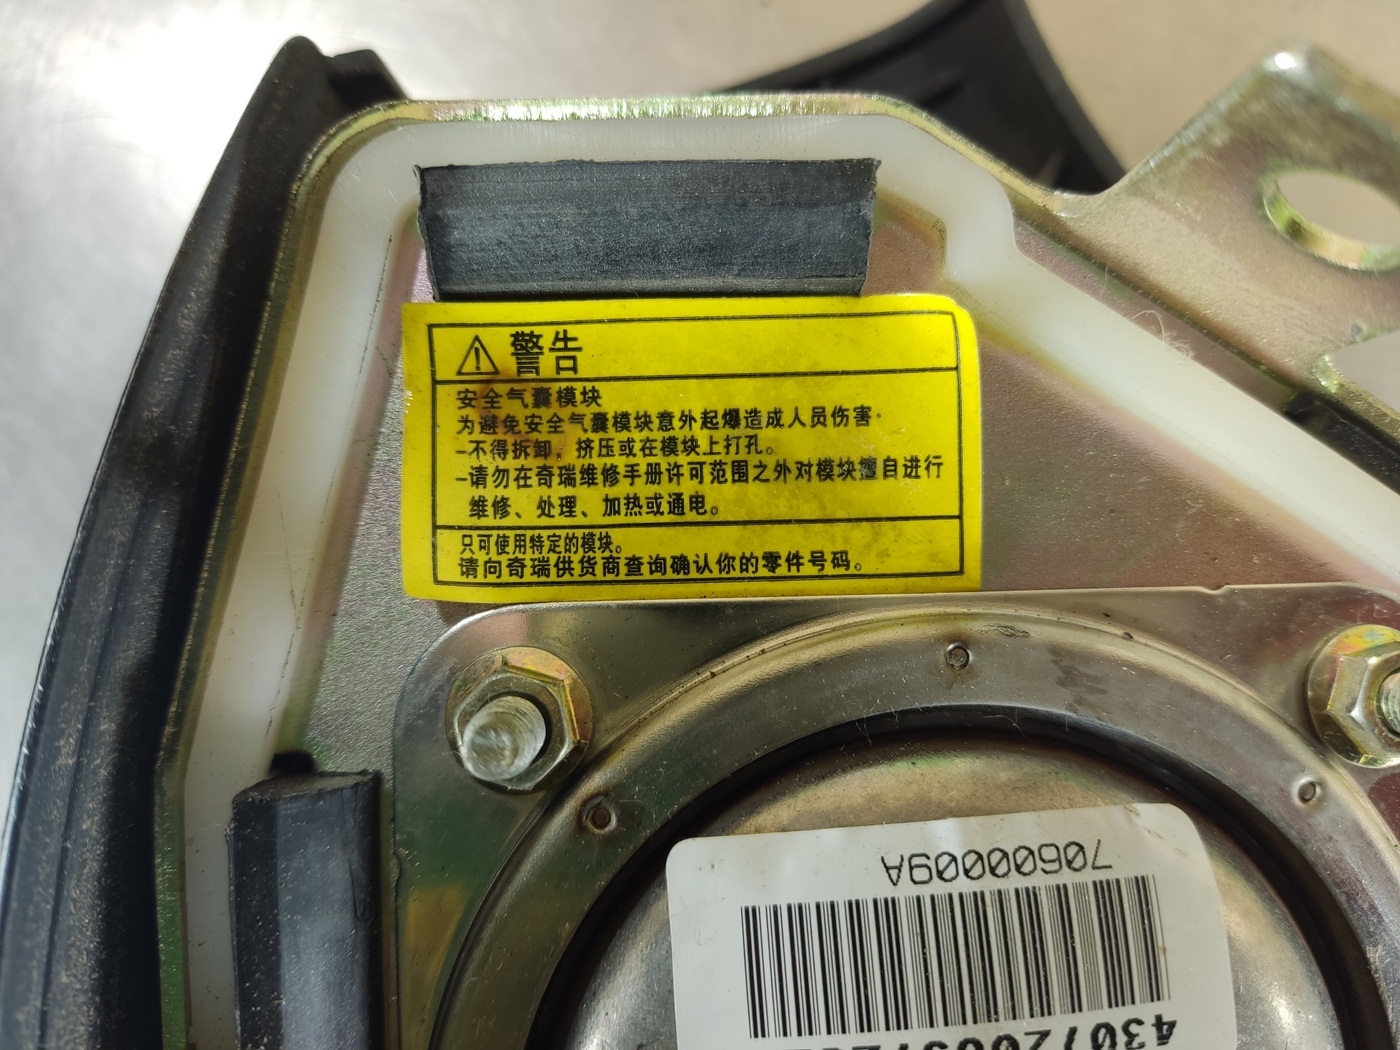 警告
安全气囊模块
为避免安全气囊模块意外起爆造成人员伤害
-不得拆卸，挤压或在模块上打孔。
-请勿在奇瑞维修手册许可范围之外对模块擅自进行
维修、处理、加热或通电。
只可使用特定的模块。
请向奇瑞供货商查询确认你的零件号码。
70600009A